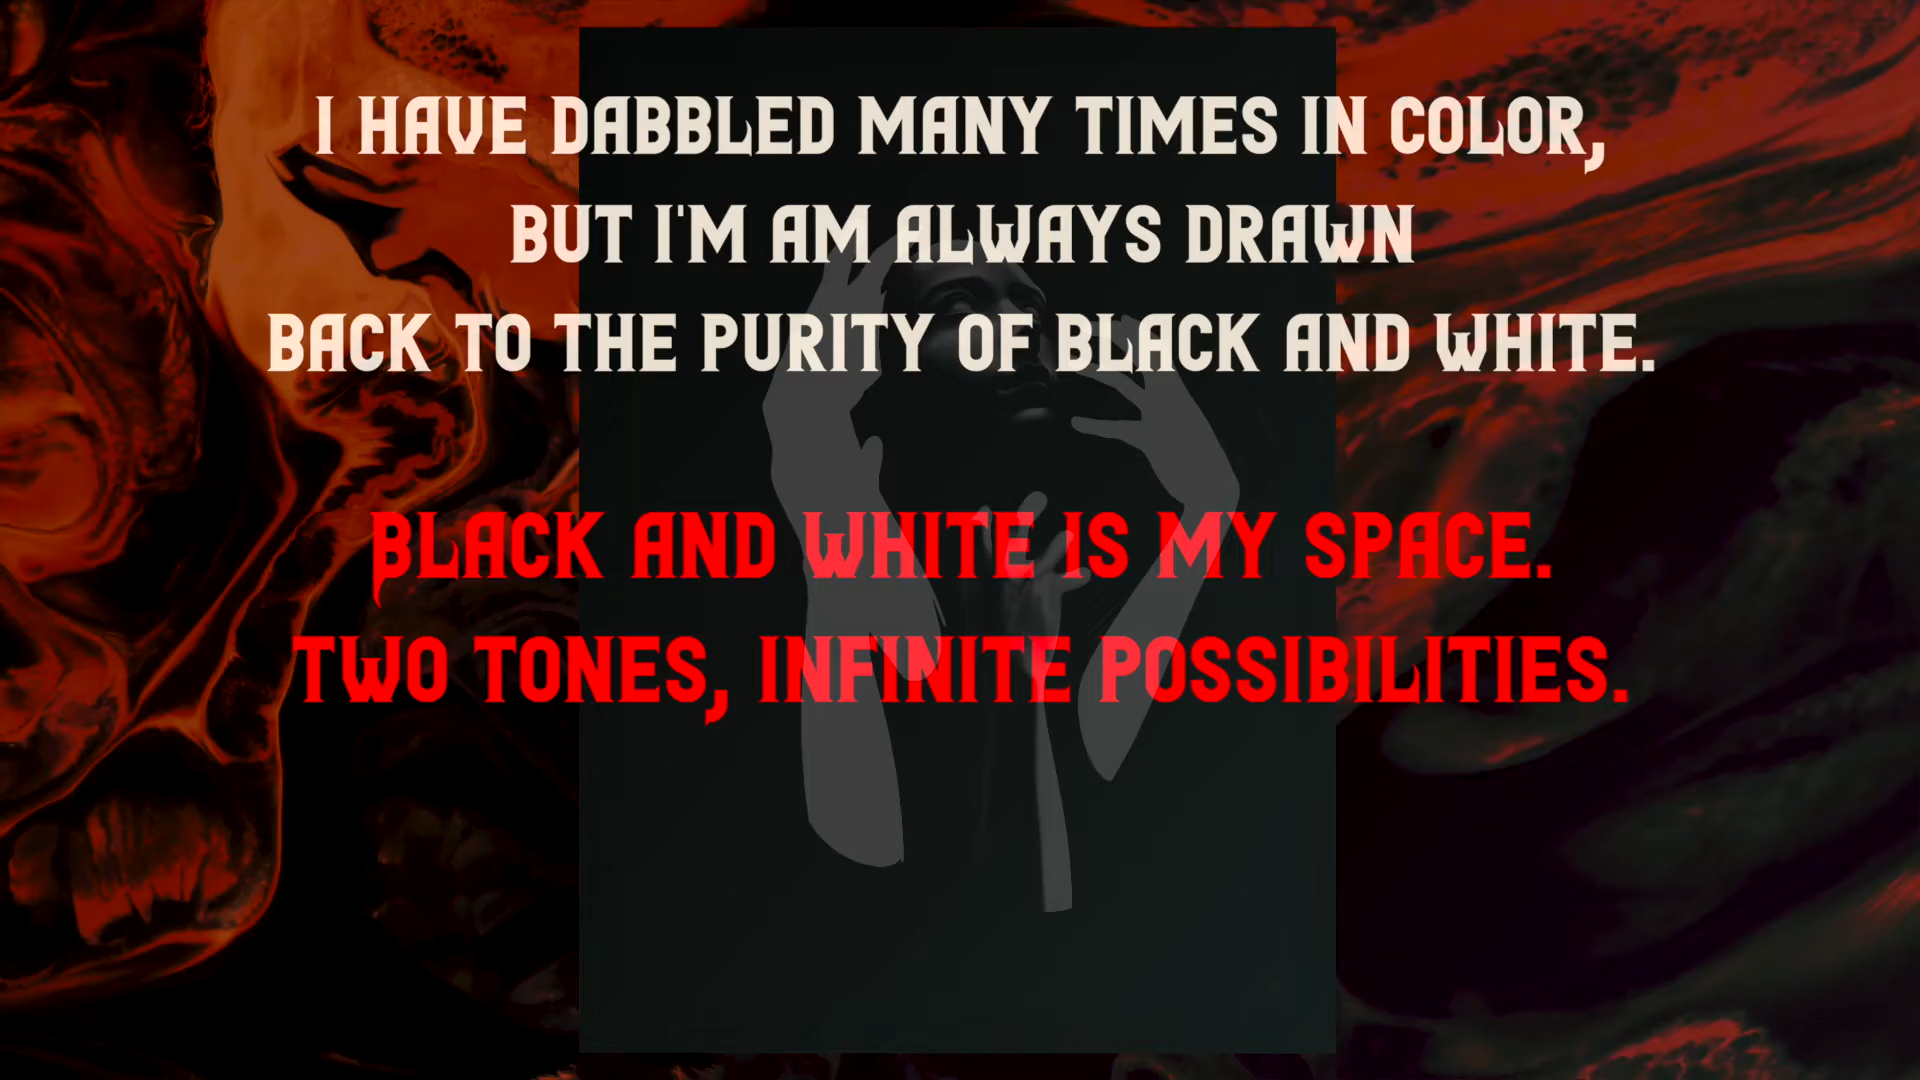 I HAVE DABBLED MANY TIMES IN COLOR,
BUT I'M AM ALWAYS DRAWN
BACK TO THE PURITY OF BLACK AND WHITE.
BLACK AND WHITE IS MY SPACE.
TWO TONES, INFINITE POSSIBILITIES.